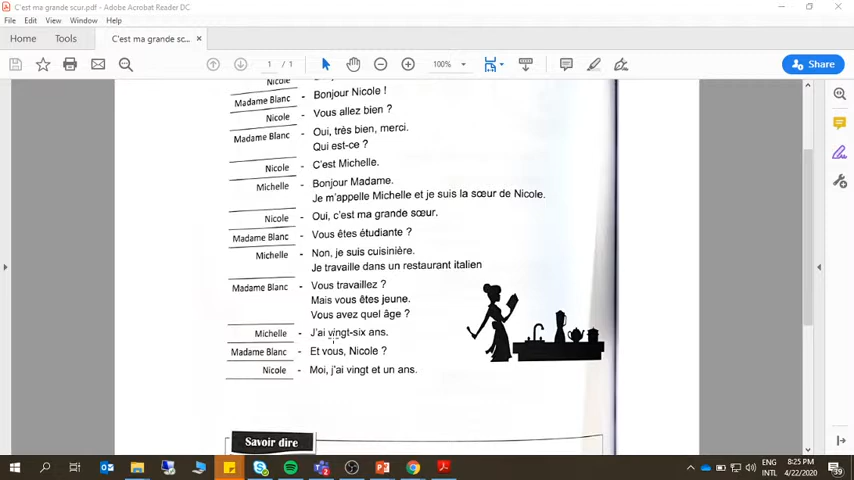 C'est ma grande scur.pdf - Adobe Acrobat Reader DC
File Edit View Window Help
Home Tools C'est ma grande sc...
1 / 1 100% Share
Nicole
Madame Blanc - Bonjour Nicole !
Nicole - Vous allez bien ?
Madame Blanc - Oui, très bien, merci.
Qui est-ce ?
Nicole - C'est Michelle.
Michelle - Bonjour Madame.
Je m'appelle Michelle et je suis la sœur de Nicole.
Nicole - Oui, c'est ma grande sœur.
Madame Blanc - Vous êtes étudiante ?
Michelle - Non, je suis cuisinière.
Je travaille dans un restaurant italien
Madame Blanc - Vous travaillez ?
Mais vous êtes jeune.
Vous avez quel âge ?
Michelle - J'ai vingt-six ans.
Madame Blanc - Et vous, Nicole ?
Nicole - Moi, j'ai vingt et un ans.
Savoir dire
ENG 8:25 PM
INTL 4/22/2020 39